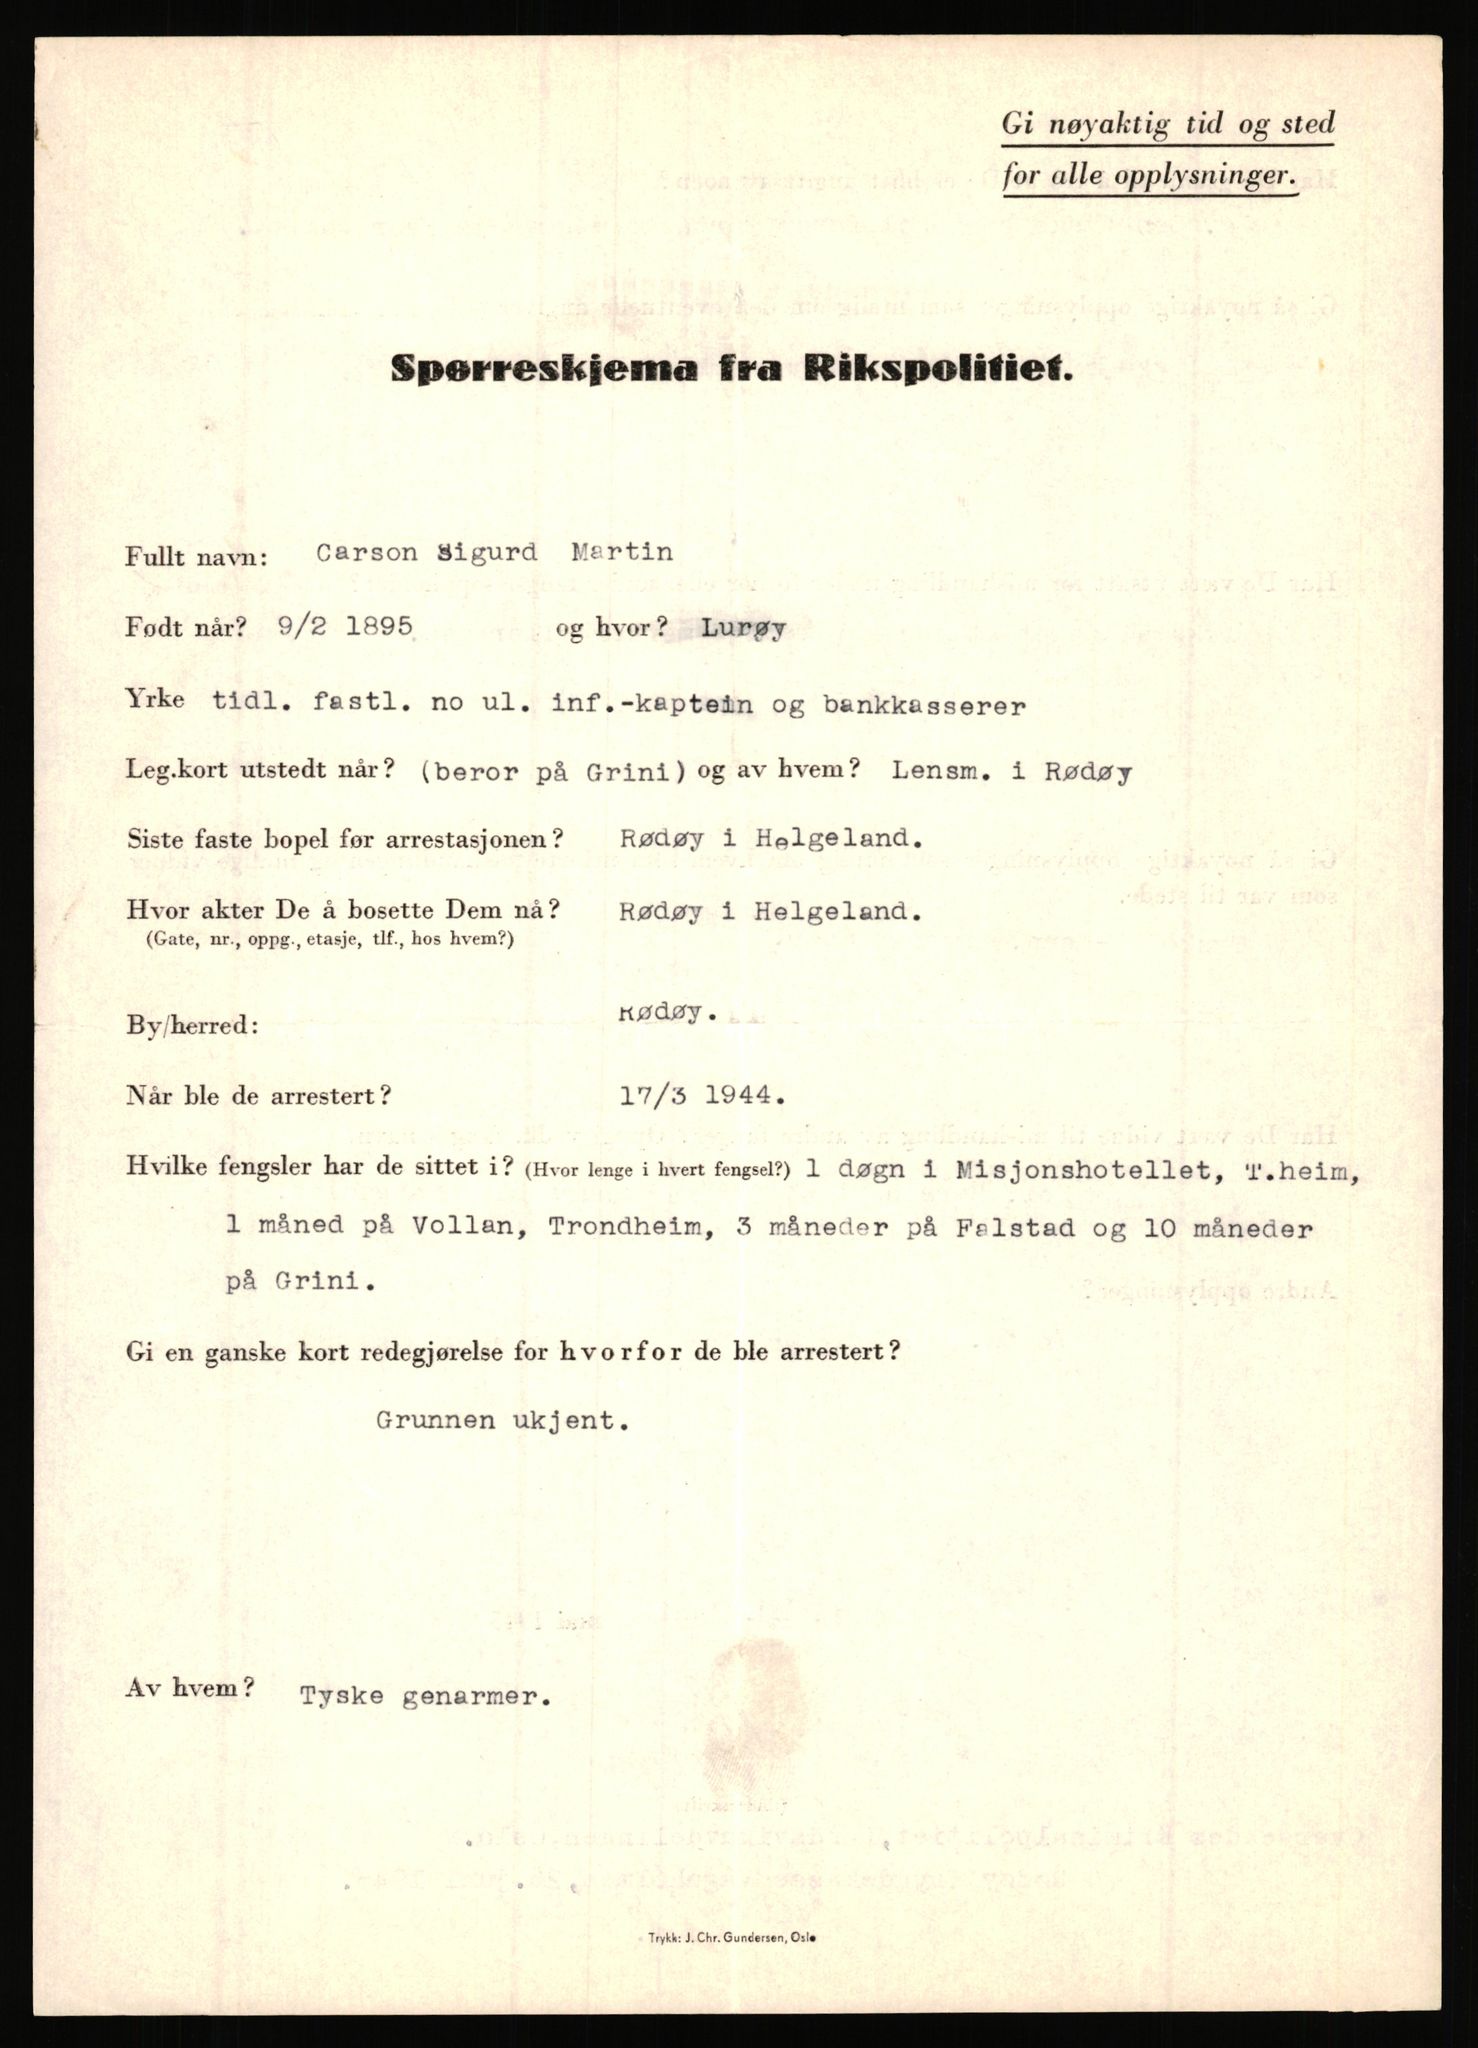 Gi nøyaktig tid og sted
for alle opplysninger.
Spørreskjema fra Rikspolitiet.
Fullt navn: Carson Sigurd Martin
Født når? 9/2 1895 og hvor? Lurøy
Yrke tidl. fastl. no ul. inf.-kaptein og bankkasserer
Leg.kort utstedt når? (beror på Grini) og av hvem? Lensm. i Rødøy
Siste faste bopel før arrestasjonen? Rødøy i Helgeland.
Hvor akter De å bosette Dem nå? Rødøy i Helgeland.
(Gate, nr., oppg., etasje, tlf., hos hvem?)
By/herred: Rødøy.
Når ble de arrestert? 17/3 1944.
Hvilke fengsler har de sittet i? (Hvor lenge i hvert fengsel?) 1 døgn i Misjonshotellet, T.heim,
1 måned på Vollan, Trondheim, 3 måneder på Falstad og 10 måneder
på Grini.
Gi en ganske kort redegjørelse for hvorfor de ble arrestert?
Grunnen ukjent.
Av hvem? Tyske genarmer.
Trykk: J. Chr. Gundersen, Oslo